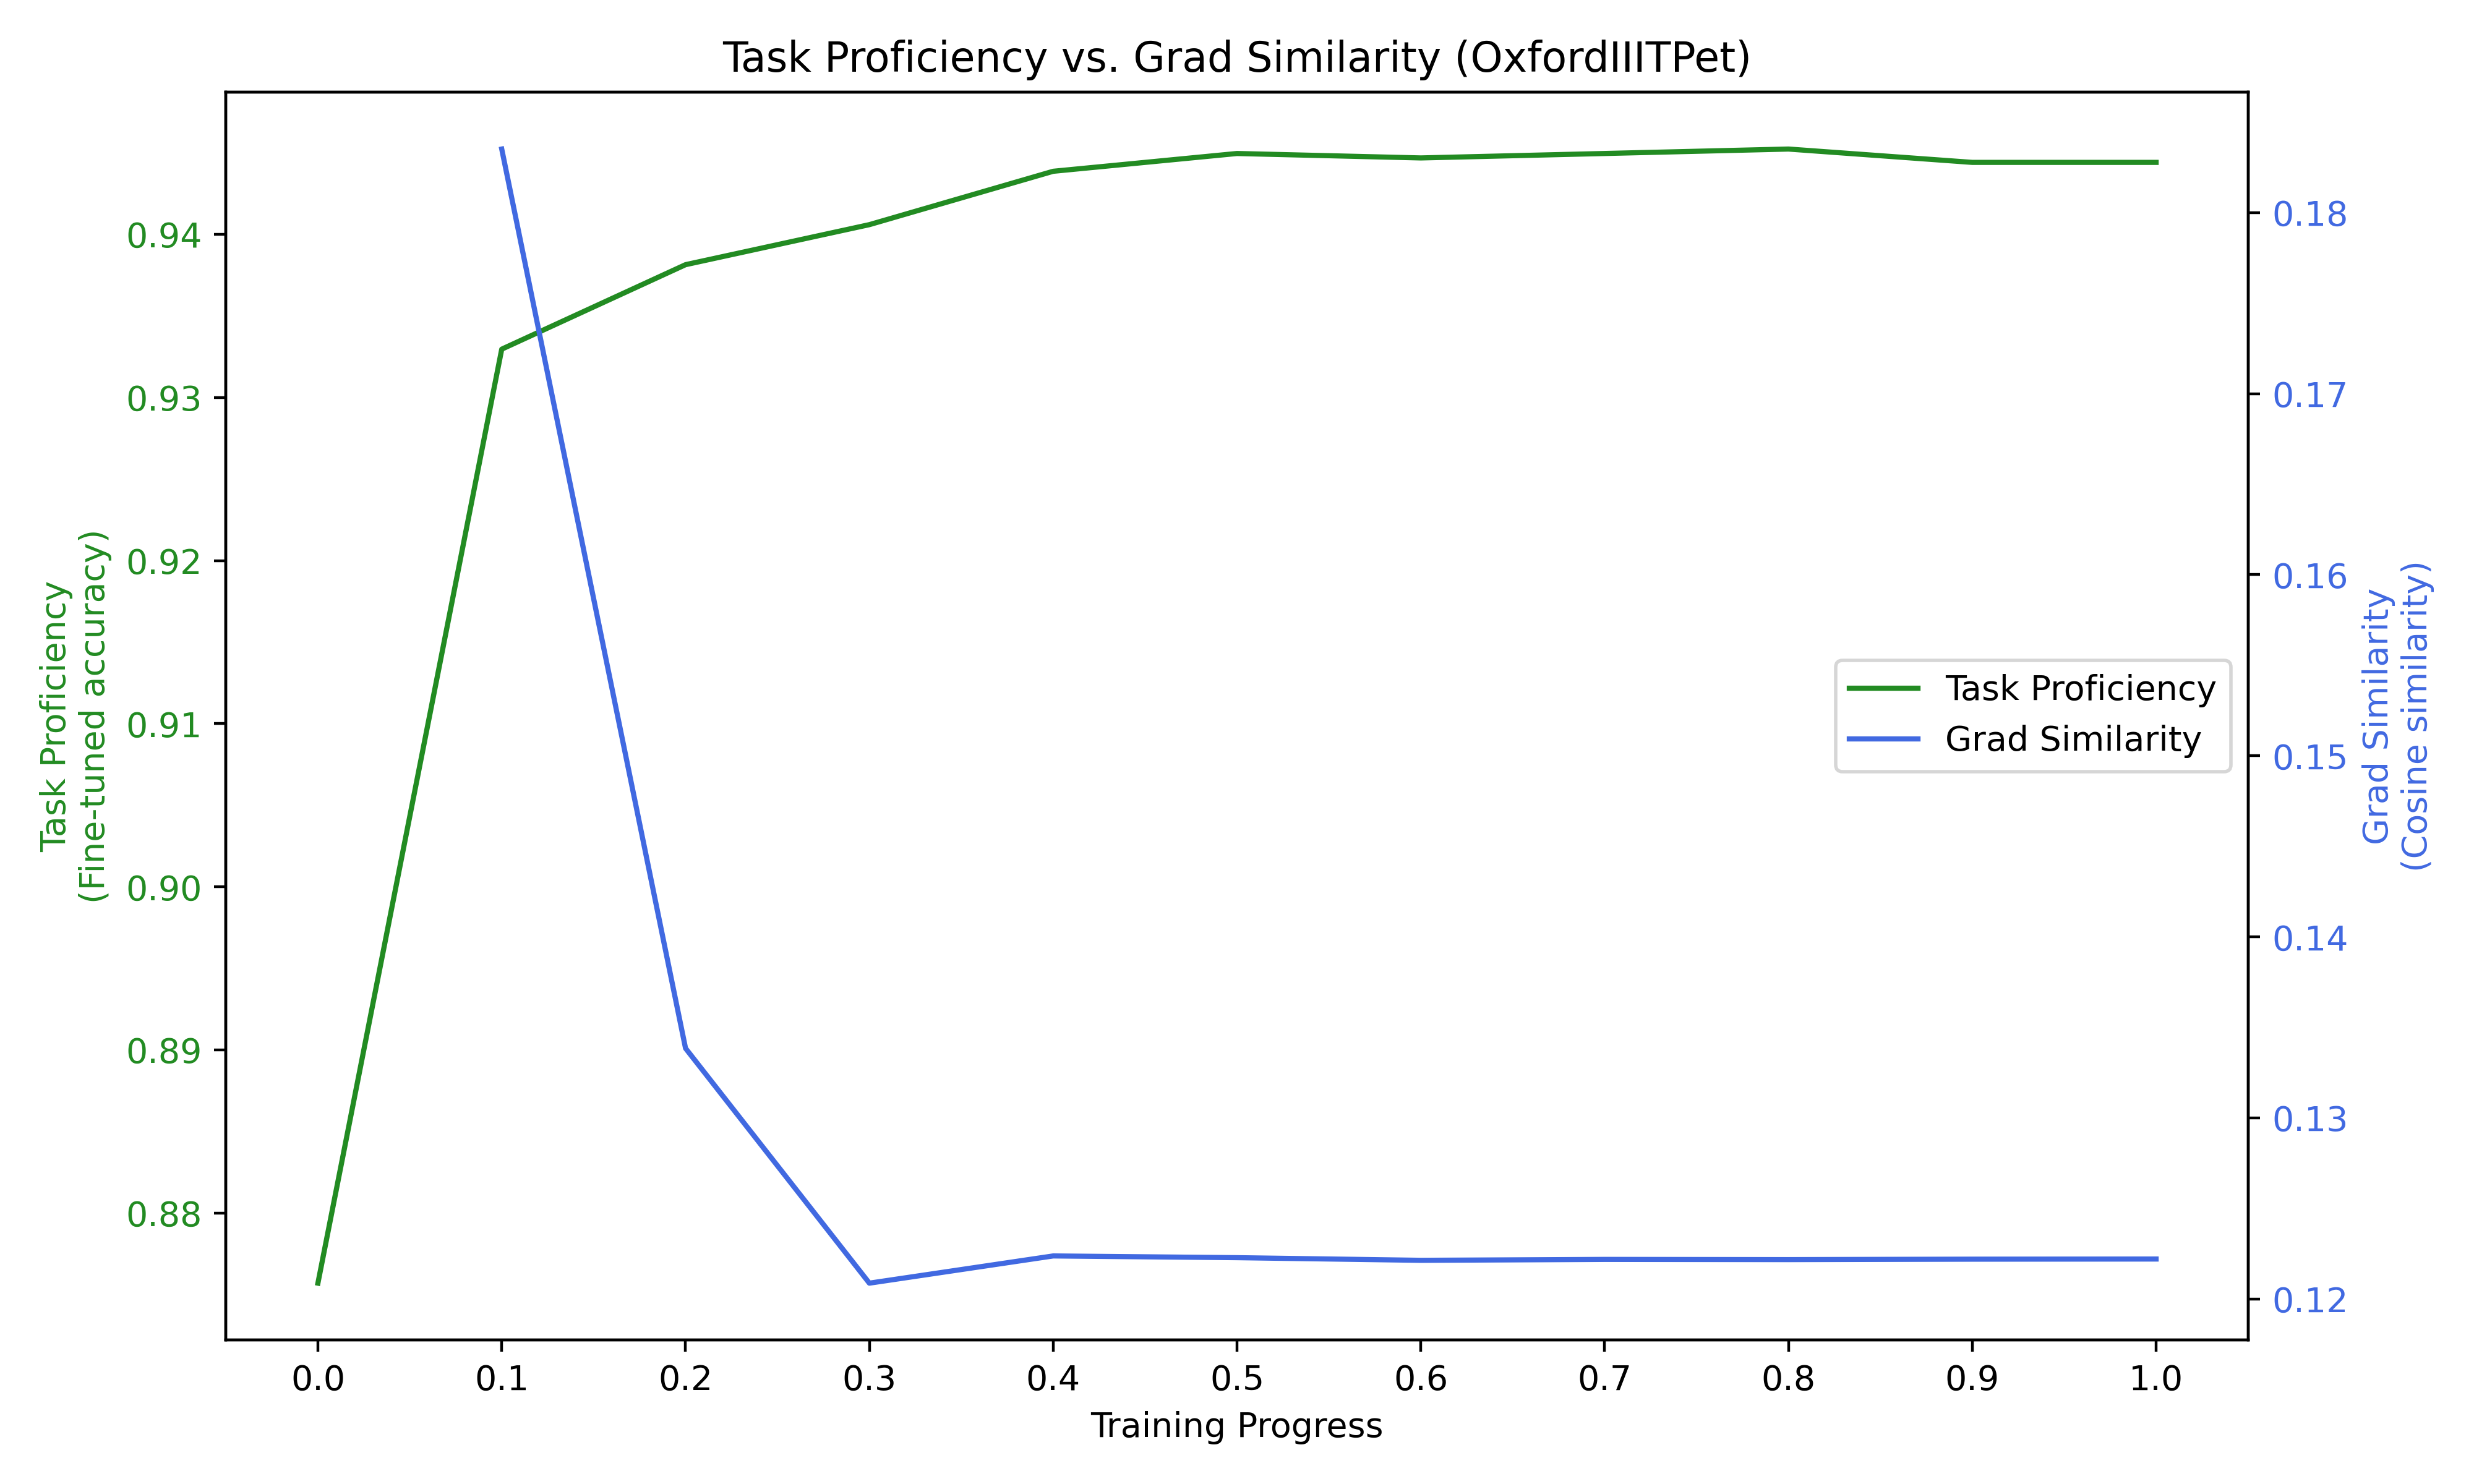 Task Proficiency vs. Grad Similarity (OxfordIIITPet)
Task Proficiency
(Fine-tuned accuracy)
0.94
0.93
0.92
0.91
0.90
0.89
0.88
Task Proficiency
Grad Similarity
0.18
0.17
0.16
0.15
0.14
0.13
0.12
Grad Similarity
(Cosine similarity)
0.0 0.1 0.2 0.3 0.4 0.5 0.6 0.7 0.8 0.9 1.0
Training Progress